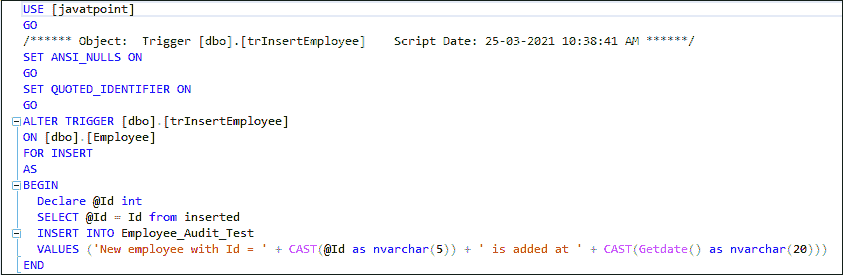 USE [javatpoint]
GO
/****** Object:  Trigger [dbo].[trInsertEmployee]    Script Date: 25-03-2021 10:38:41 AM ******/
SET ANSI_NULLS ON
GO
SET QUOTED_IDENTIFIER ON
GO
ALTER TRIGGER [dbo].[trInsertEmployee]
ON [dbo].[Employee]
FOR INSERT
AS
BEGIN
  Declare @Id int
  SELECT @Id = Id from inserted
  INSERT INTO Employee_Audit_Test
  VALUES ('New employee with Id = ' + CAST(@Id as nvarchar(5)) + ' is added at ' + CAST(Getdate() as nvarchar(20)))
END